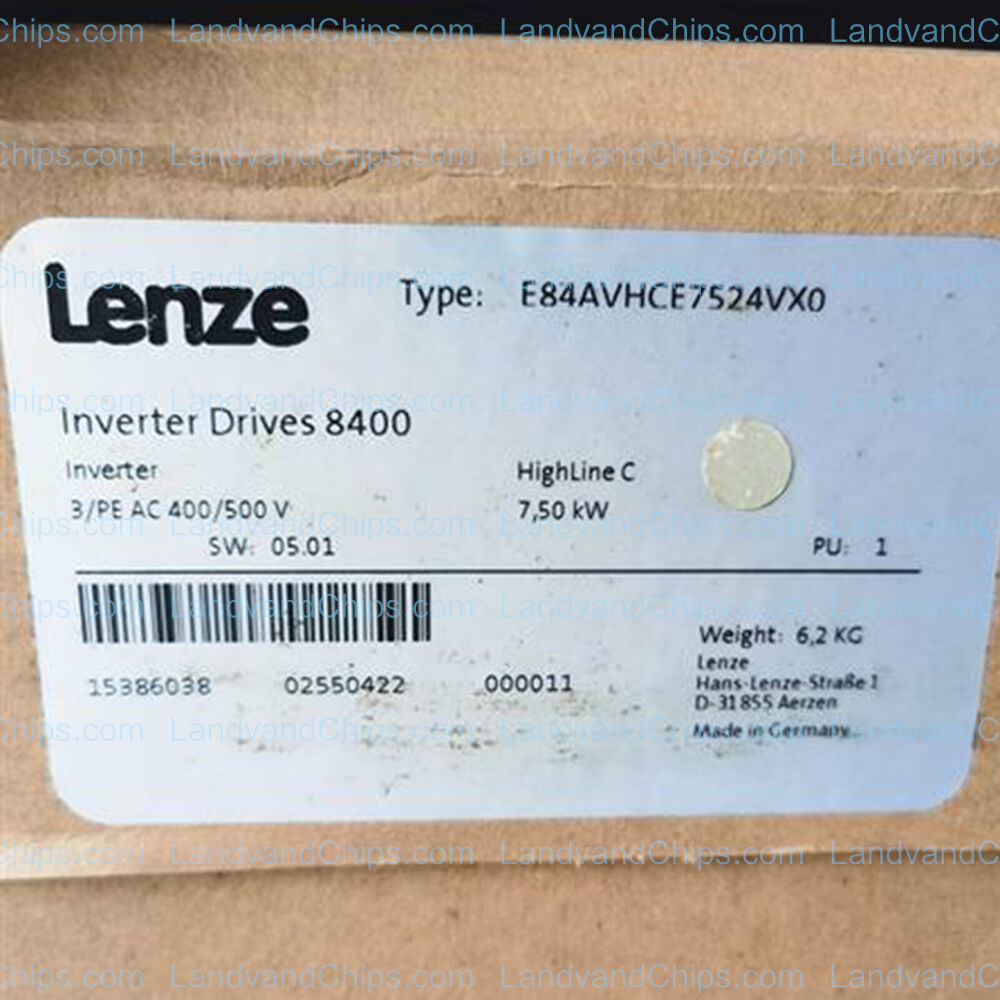 Lenze
Type: E84AVHCE7524VX0
Inverter Drives 8400
Inverter
HighLine C
3/PE AC 400/500 V
7,50 kW
SW: 05.01
PU: 1
15386038 02550422 000011
Weight: 6,2 KG
Lenze
Hans-Lenze-Straße 1
D-31855 Aerzen
Made in Germany
LandvandChips.com